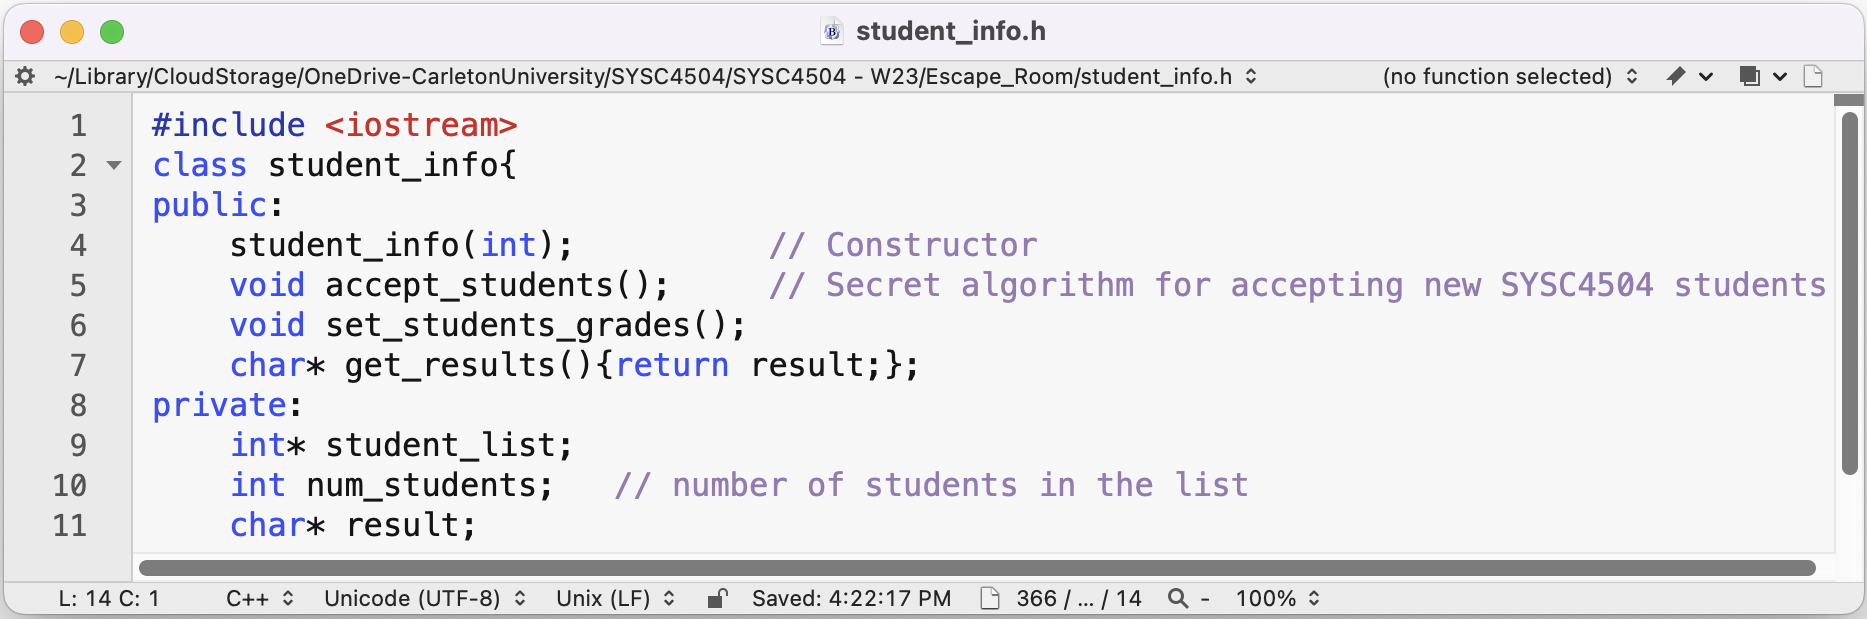 student_info.h
~/Library/CloudStorage/OneDrive-CarletonUniversity/SYSC4504/SYSC4504 - W23/Escape_Room/student_info.h (no function selected)
1 #include <iostream>
2 class student_info{
3 public:
4 student_info(int); // Constructor
5 void accept_students(); // Secret algorithm for accepting new SYSC4504 students
6 void set_students_grades();
7 char* get_results(){return result;};
8 private:
9 int* student_list;
10 int num_students; // number of students in the list
11 char* result;
L: 14 C: 1 C++ Unicode (UTF-8) Unix (LF) Saved: 4:22:17 PM 366 / … / 14 - 100%